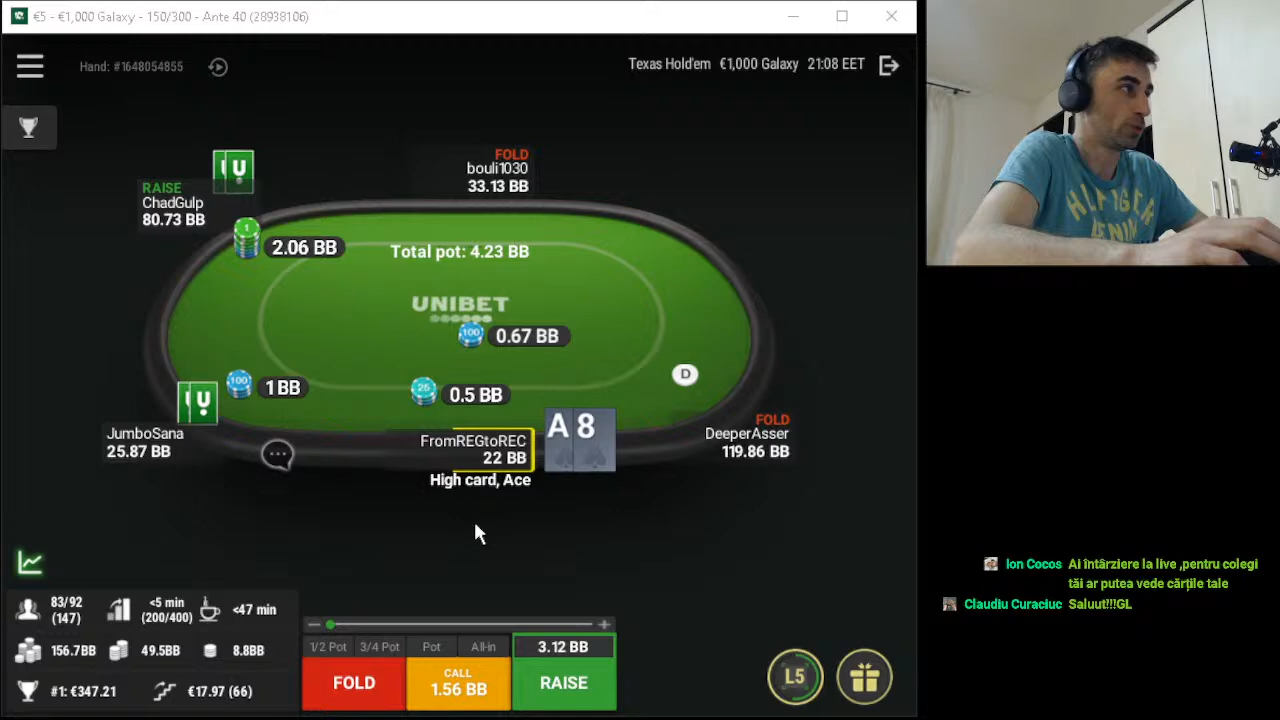 €5 - €1,000 Galaxy - 150/300 - Ante 40 (28938106)
Hand: #1648054855
Texas Hold'em €1,000 Galaxy 21:08 EET
FOLD
bouli1030
33.13 BB
RAISE
ChadGulp
80.73 BB
U
1
2.06 BB
Total pot: 4.23 BB
UNIBET
100
0.67 BB
D
100
1 BB
25
0.5 BB
U
JumboSana
25.87 BB
FromREGtoREC
22 BB
A 8
FOLD
DeeperAsser
119.86 BB
High card, Ace
83/92
(147)
<5 min
(200/400)
<47 min
156.7BB
49.5BB
8.8BB
#1: €347.21
€17.97 (66)
1/2 Pot
3/4 Pot
Pot
All-in
3.12 BB
FOLD
CALL
1.56 BB
RAISE
L5
Ion Cocos Ai întârziere la live ,pentru colegi
tăi ar putea vede cărțile tale
Claudiu Curaciuc Saluut!!!GL